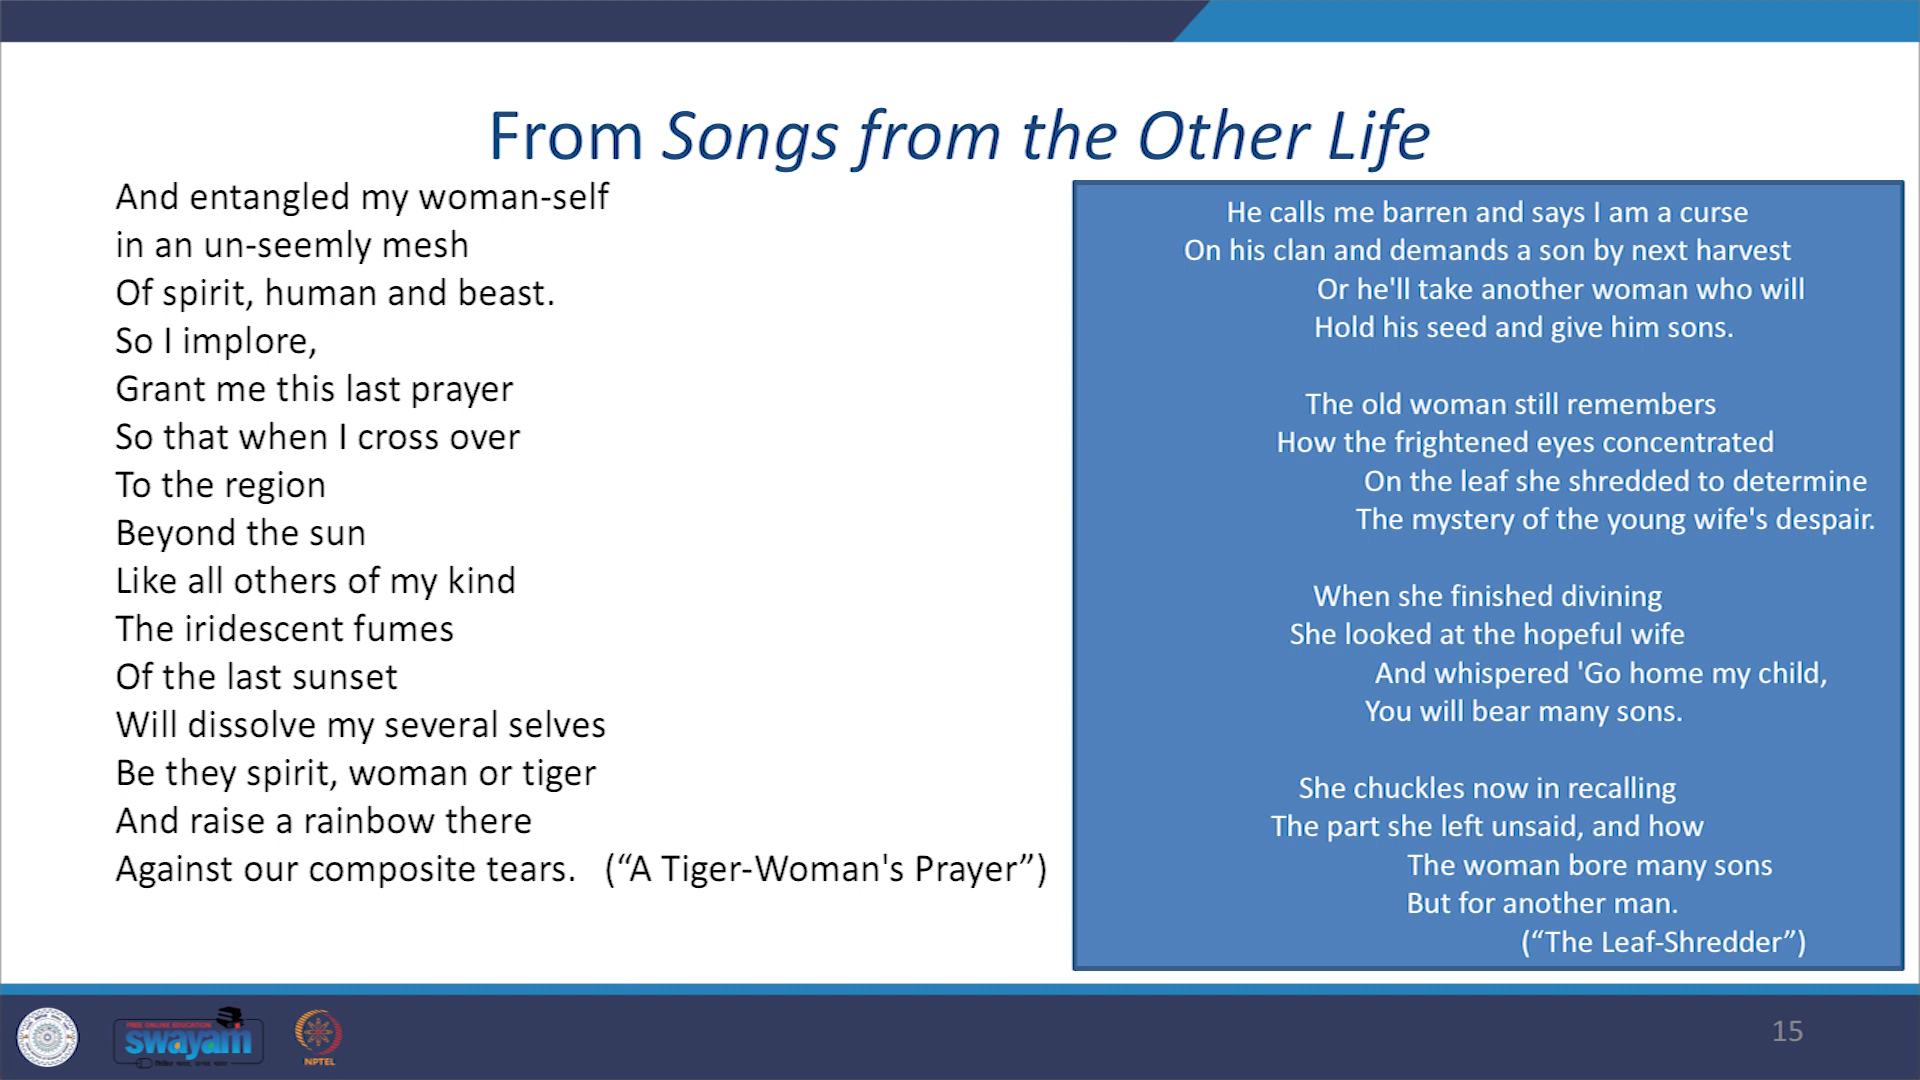 From Songs from the Other Life
And entangled my woman-self
in an un-seemly mesh
Of spirit, human and beast.
So I implore,
Grant me this last prayer
So that when I cross over
To the region
Beyond the sun
Like all others of my kind
The iridescent fumes
Of the last sunset
Will dissolve my several selves
Be they spirit, woman or tiger
And raise a rainbow there
Against our composite tears. (“A Tiger-Woman's Prayer”)
He calls me barren and says I am a curse
On his clan and demands a son by next harvest
Or he'll take another woman who will
Hold his seed and give him sons.
The old woman still remembers
How the frightened eyes concentrated
On the leaf she shredded to determine
The mystery of the young wife's despair.
When she finished divining
She looked at the hopeful wife
And whispered 'Go home my child,
You will bear many sons.
She chuckles now in recalling
The part she left unsaid, and how
The woman bore many sons
But for another man.
(“The Leaf-Shredder”)
FREE ONLINE EDUCATION
swayam
NPTEL
15